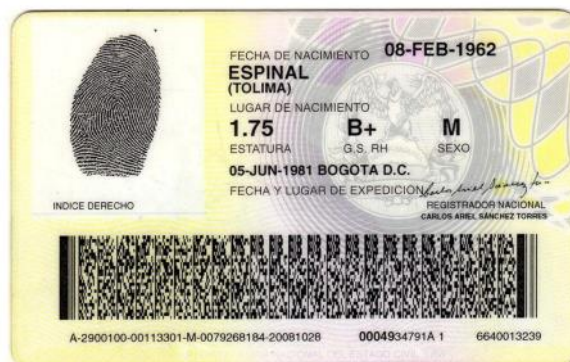 FECHA DE NACIMIENTO 08-FEB-1962
ESPINAL
(TOLIMA)
LUGAR DE NACIMIENTO
1.75 B+ M
ESTATURA G.S. RH SEXO
05-JUN-1981 BOGOTA D.C.
FECHA Y LUGAR DE EXPEDICION
INDICE DERECHO
REGISTRADOR NACIONAL
CARLOS ARIEL SÁNCHEZ TORRES
A-2900100-00113301-M-0079268184-20081028 0004934791A 1 6640013239